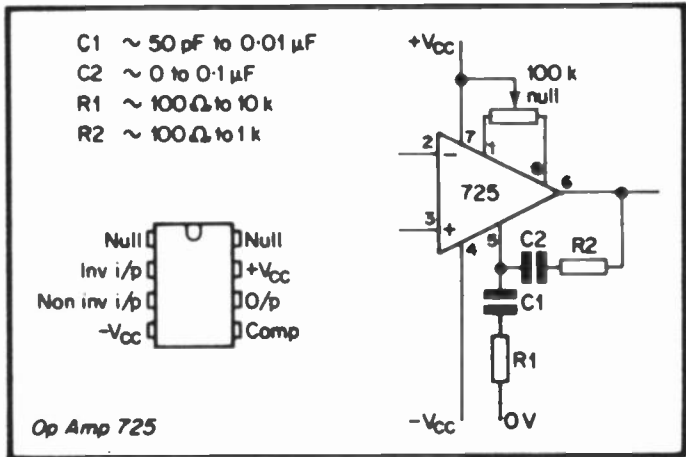 C1 ~ 50 pF to 0·01 µF
C2 ~ 0 to 0·1 µF
R1 ~ 100 Ω to 10 k
R2 ~ 100 Ω to 1 k
+VCC
100 k
null
7
1
8
2
−
725
6
3
+
4
5
C2
R2
C1
R1
−VCC
0V
Null
Null
Inv i/p
+VCC
Non inv i/p
O/p
−VCC
Comp
Op Amp 725